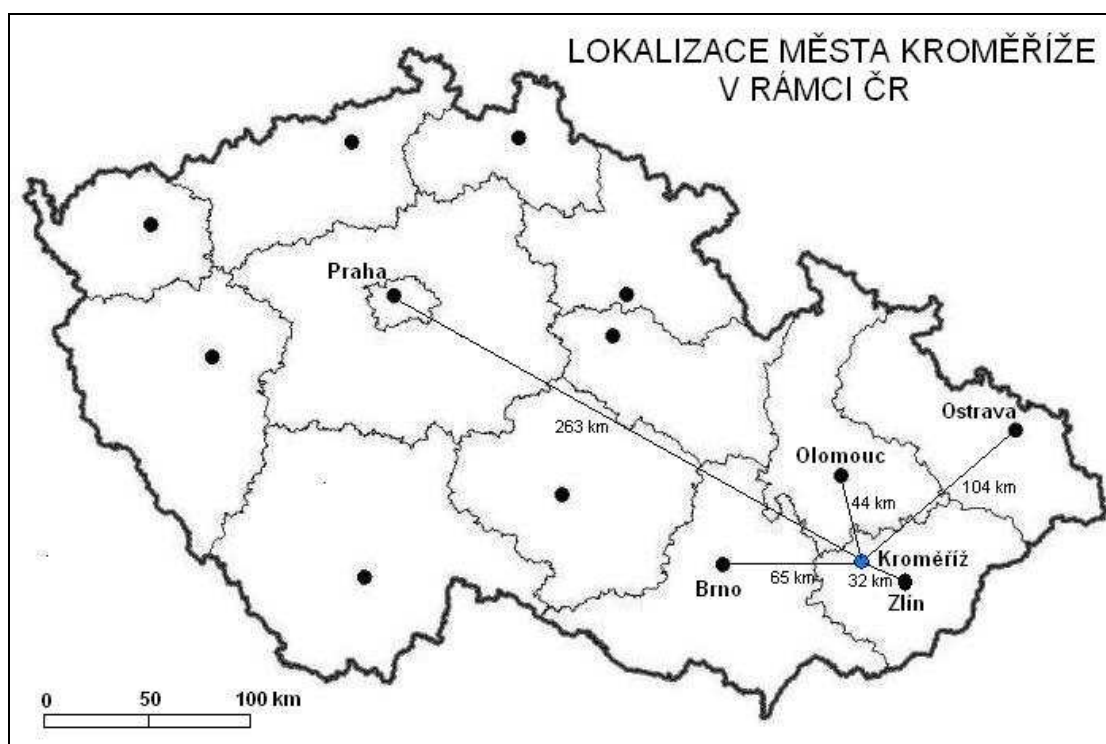 LOKALIZACE MĚSTA KROMĚŘÍŽE
V RÁMCI ČR
Praha
263 km
Ostrava
Olomouc
104 km
44 km
Kroměříž
65 km
32 km
Brno
Zlín
0 50 100 km